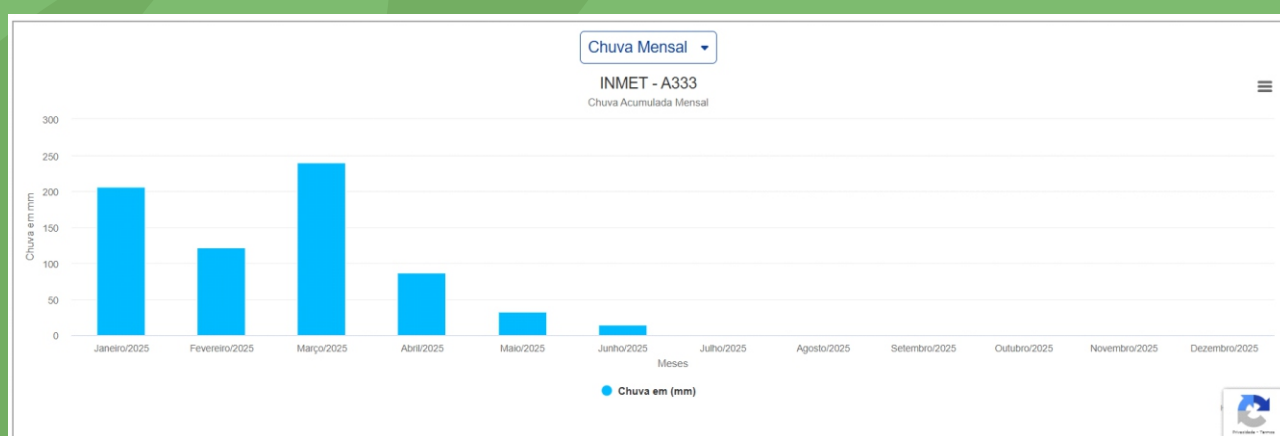 Chuva Mensal
INMET - A333
Chuva Acumulada Mensal
Chuva em mm
300
250
200
150
100
50
0
Janeiro/2025 Fevereiro/2025 Março/2025 Abril/2025 Maio/2025 Junho/2025 Julho/2025 Agosto/2025 Setembro/2025 Outubro/2025 Novembro/2025 Dezembro/2025
Meses
Chuva em (mm)
Privacidade - Termos